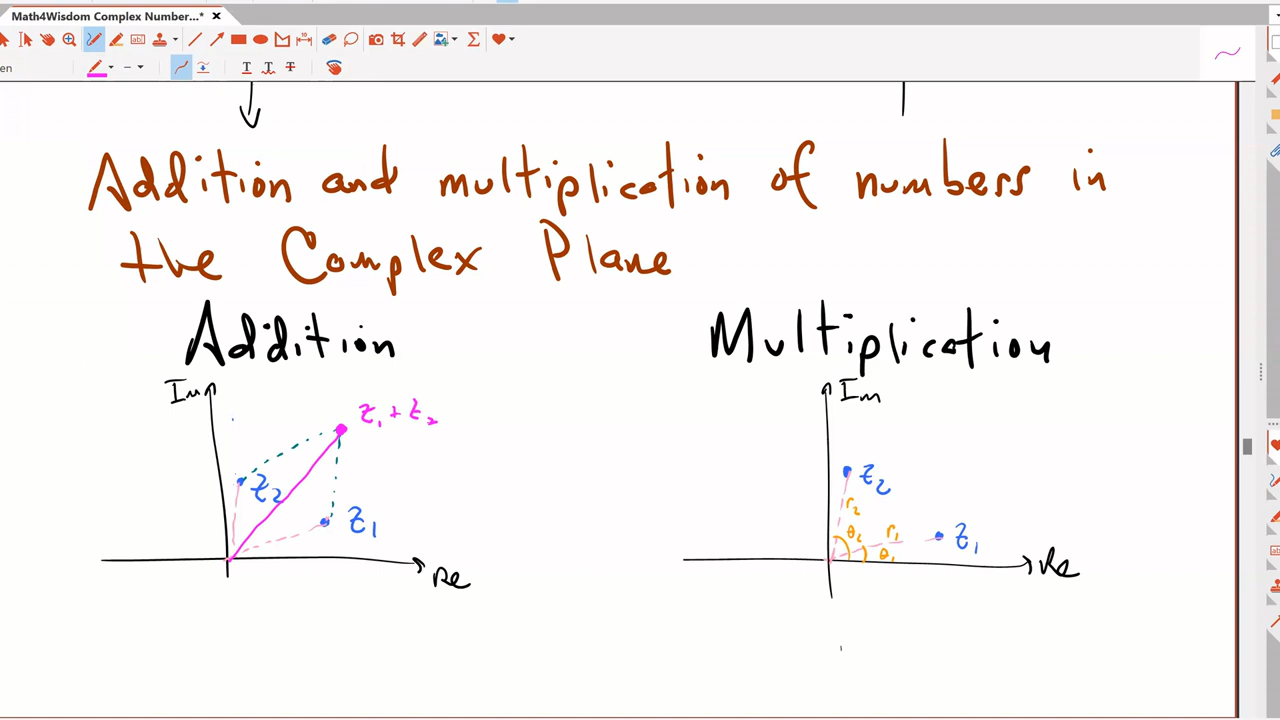 Math4Wisdom Complex Number...*
en
Addition and multiplication of numbers in
the Complex Plane
Addition
Im
z₁ + z₂
z₂
z₁
Re
Multiplication
Im
z₂
r₂
θ₂
r₁
θ₁
z₁
Re